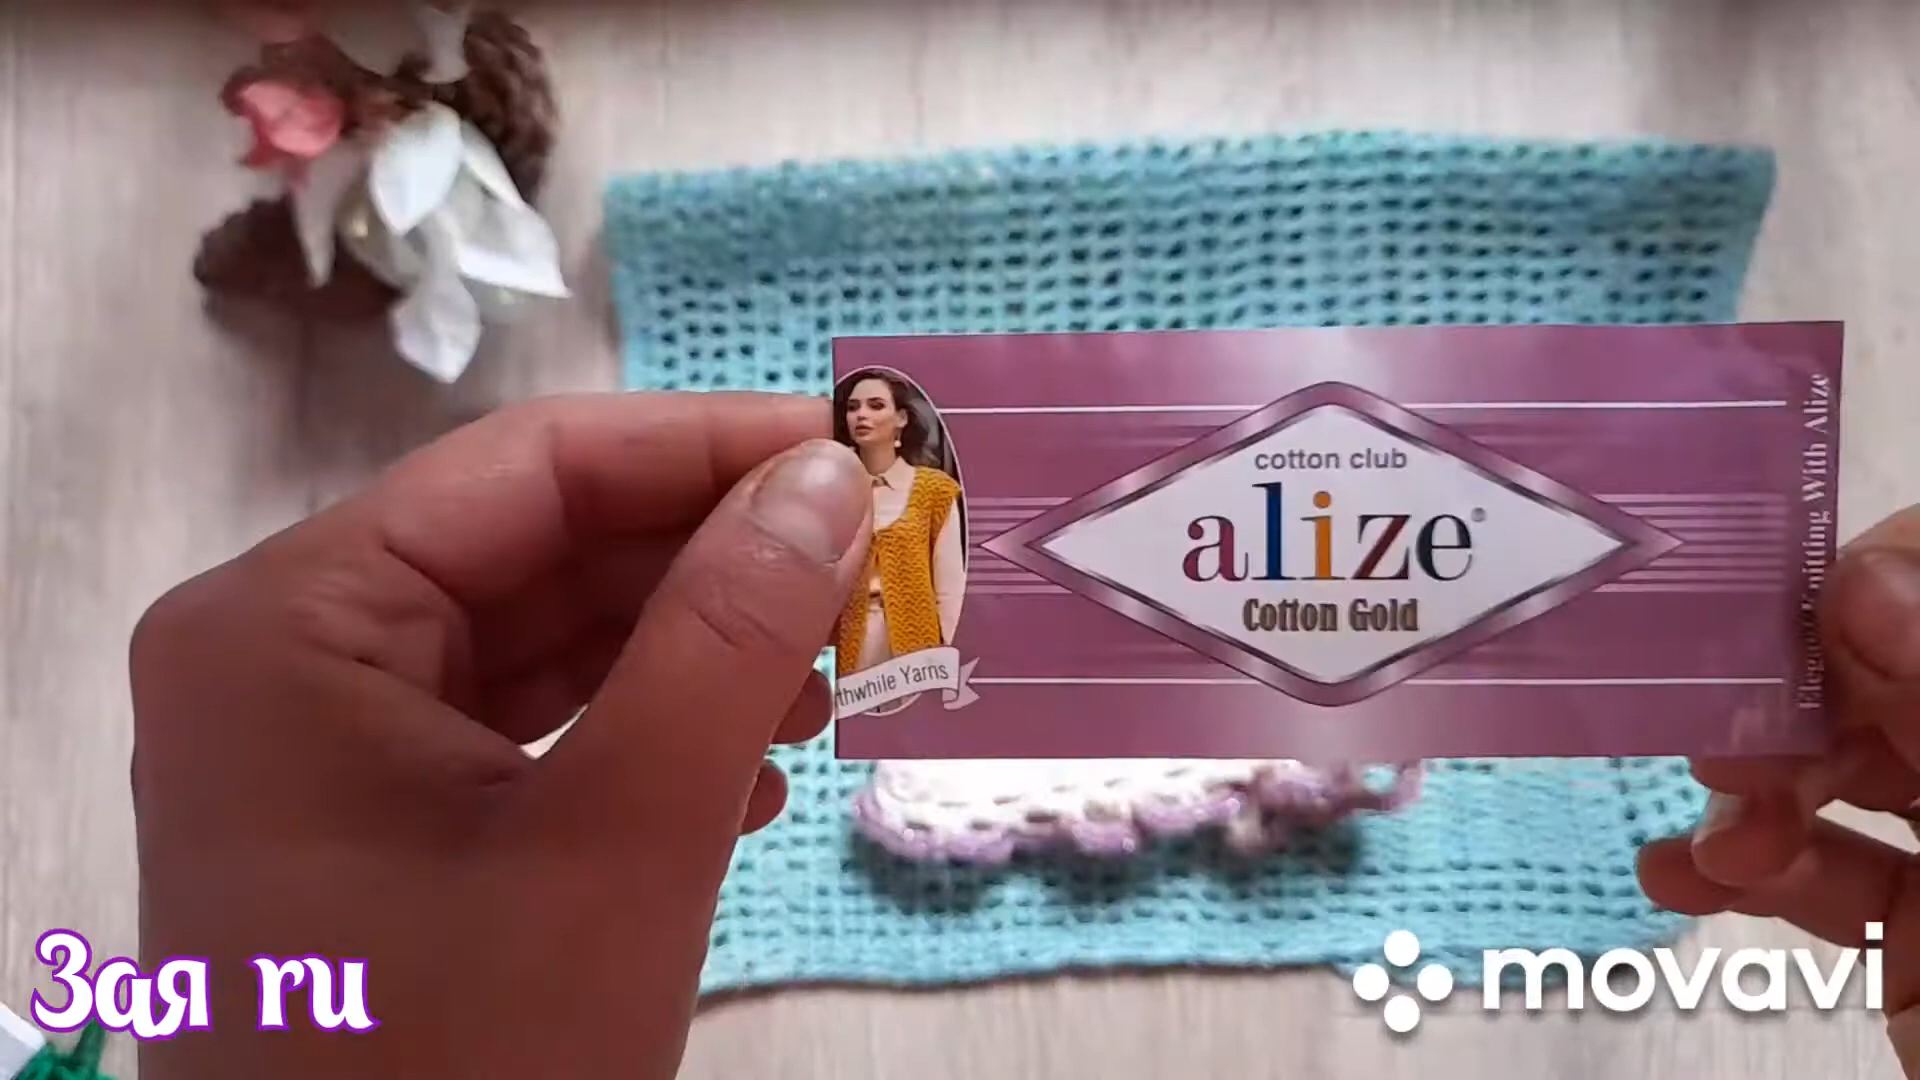 cotton club
alize®
Cotton Gold
thwhile Yarns
Elegant Knitting With Alize
Зая ru
movavi